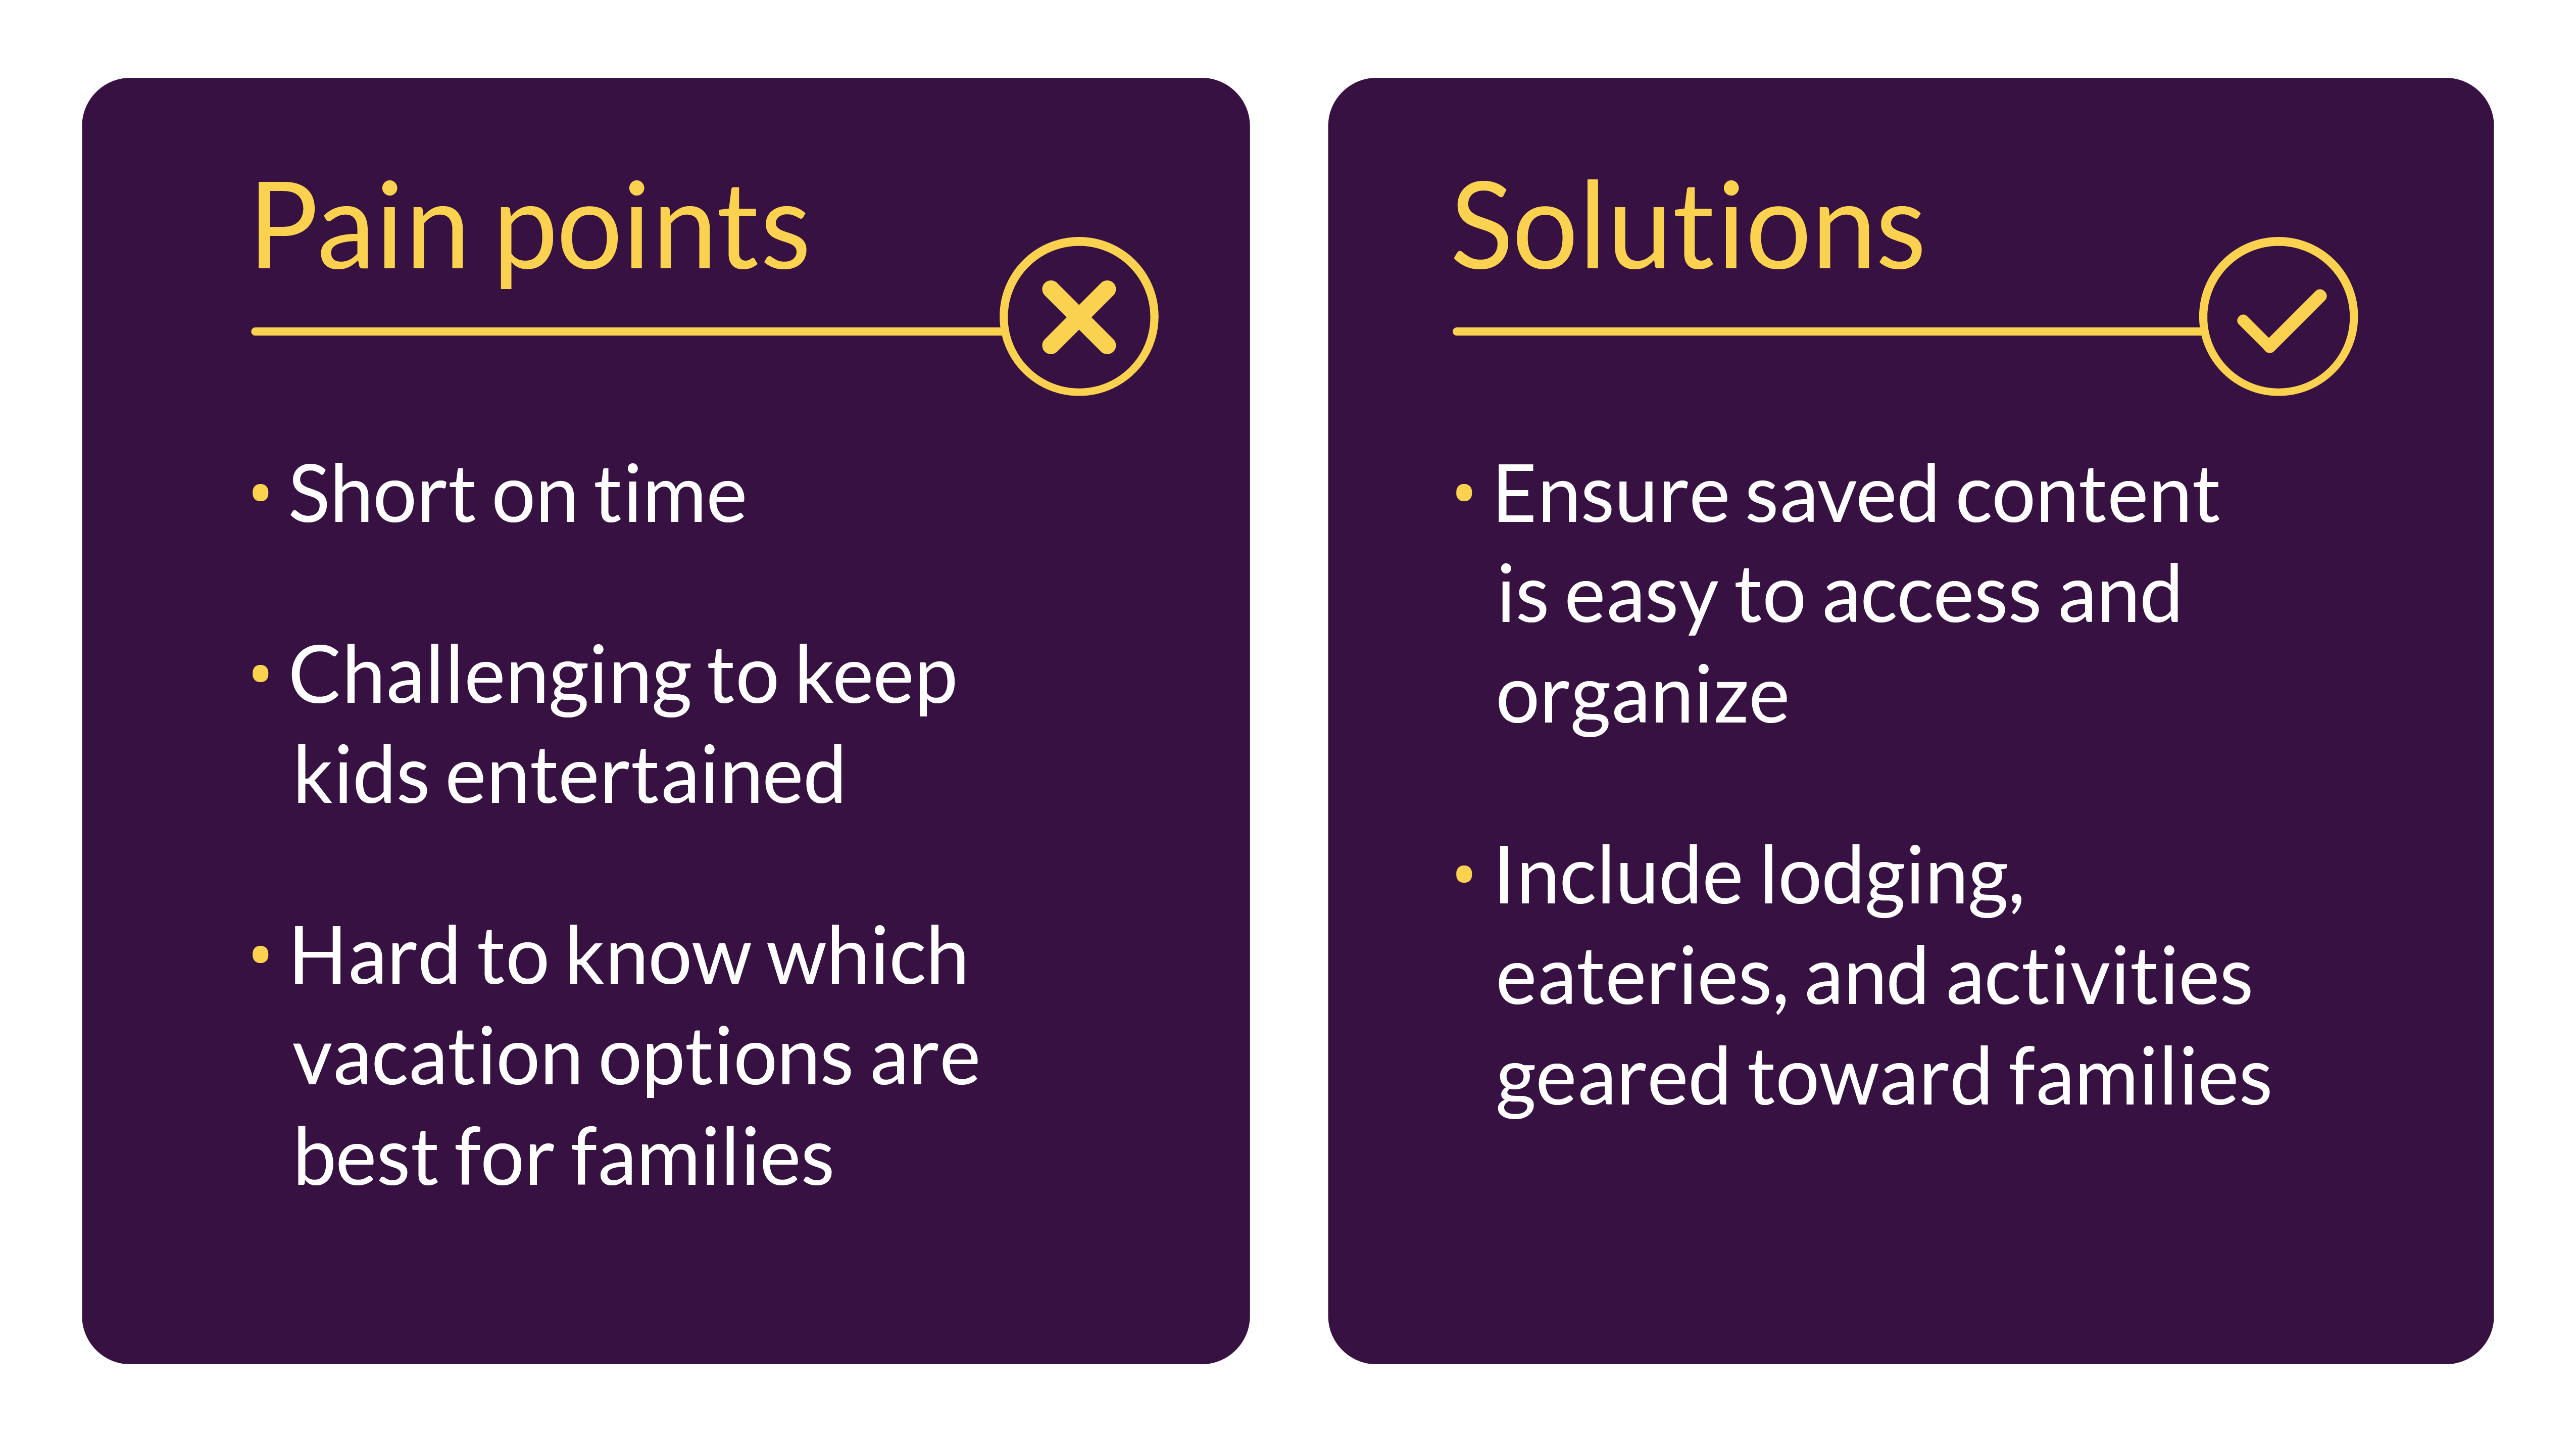 Pain points
• Short on time
• Challenging to keep
kids entertained
• Hard to know which
vacation options are
best for families
Solutions
• Ensure saved content
is easy to access and
organize
• Include lodging,
eateries, and activities
geared toward families